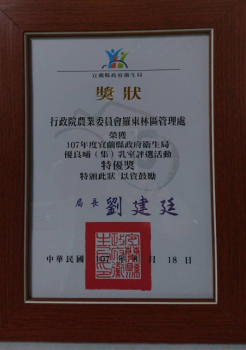 宜蘭縣政府衛生局
獎狀
行政院農業委員會羅東林區管理處
榮獲
107年度宜蘭縣政府衛生局
優良哺（集）乳室評選活動
特優獎
特頒此狀 以資鼓勵
局長 劉建廷
中華民國 107 年 月 18 日